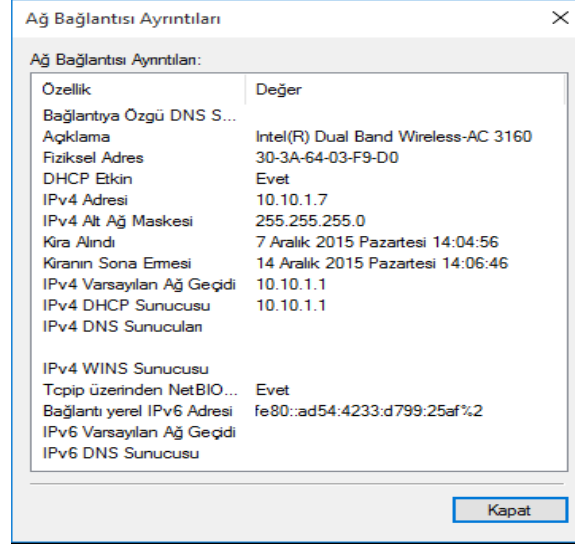 Ağ Bağlantısı Ayrıntıları
Ağ Bağlantısı Ayrıntıları:
Özellik Değer
Bağlantıya Özgü DNS S...
Açıklama Intel(R) Dual Band Wireless-AC 3160
Fiziksel Adres 30-3A-64-03-F9-D0
DHCP Etkin Evet
IPv4 Adresi 10.10.1.7
IPv4 Alt Ağ Maskesi 255.255.255.0
Kira Alındı 7 Aralık 2015 Pazartesi 14:04:56
Kiranın Sona Ermesi 14 Aralık 2015 Pazartesi 14:06:46
IPv4 Varsayılan Ağ Geçidi 10.10.1.1
IPv4 DHCP Sunucusu 10.10.1.1
IPv4 DNS Sunucuları
IPv4 WINS Sunucusu
Tcpip üzerinden NetBIO... Evet
Bağlantı yerel IPv6 Adresi fe80::ad54:4233:d799:25af%2
IPv6 Varsayılan Ağ Geçidi
IPv6 DNS Sunucusu
Kapat